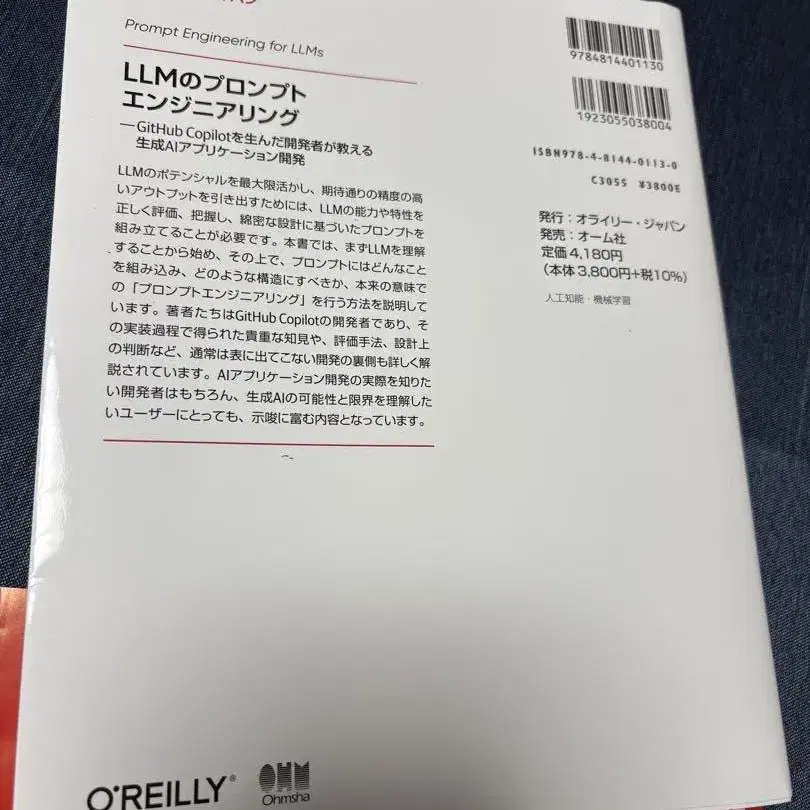 Prompt Engineering for LLMs
LLMのプロンプト
エンジニアリング
―GitHub Copilotを生んだ開発者が教える
生成AIアプリケーション開発
LLMのポテンシャルを最大限活かし、期待通りの精度の高
いアウトプットを引き出すためには、LLMの能力や特性を
正しく評価、把握し、綿密な設計に基づいたプロンプトを
組み立てることが必要です。本書では、まずLLMを理解
することから始め、その上で、プロンプトにはどんなこと
を組み込み、どのような構造にすべきか、本来の意味で
の「プロンプトエンジニアリング」を行う方法を説明して
います。著者たちはGitHub Copilotの開発者であり、そ
の実装過程で得られた貴重な知見や、評価手法、設計上
の判断など、通常は表に出てこない開発の裏側も詳しく解
説されています。AIアプリケーション開発の実際を知りた
い開発者はもちろん、生成AIの可能性と限界を理解した
いユーザーにとっても、示唆に富む内容となっています。
9784814401130
1923055038004
ISBN978-4-8144-0113-0
C3055 ¥3800E
発行：オライリー・ジャパン
発売：オーム社
定価4,180円
（本体3,800円+税10%）
人工知能・機械学習
O'REILLY®
OHM
Ohmsha